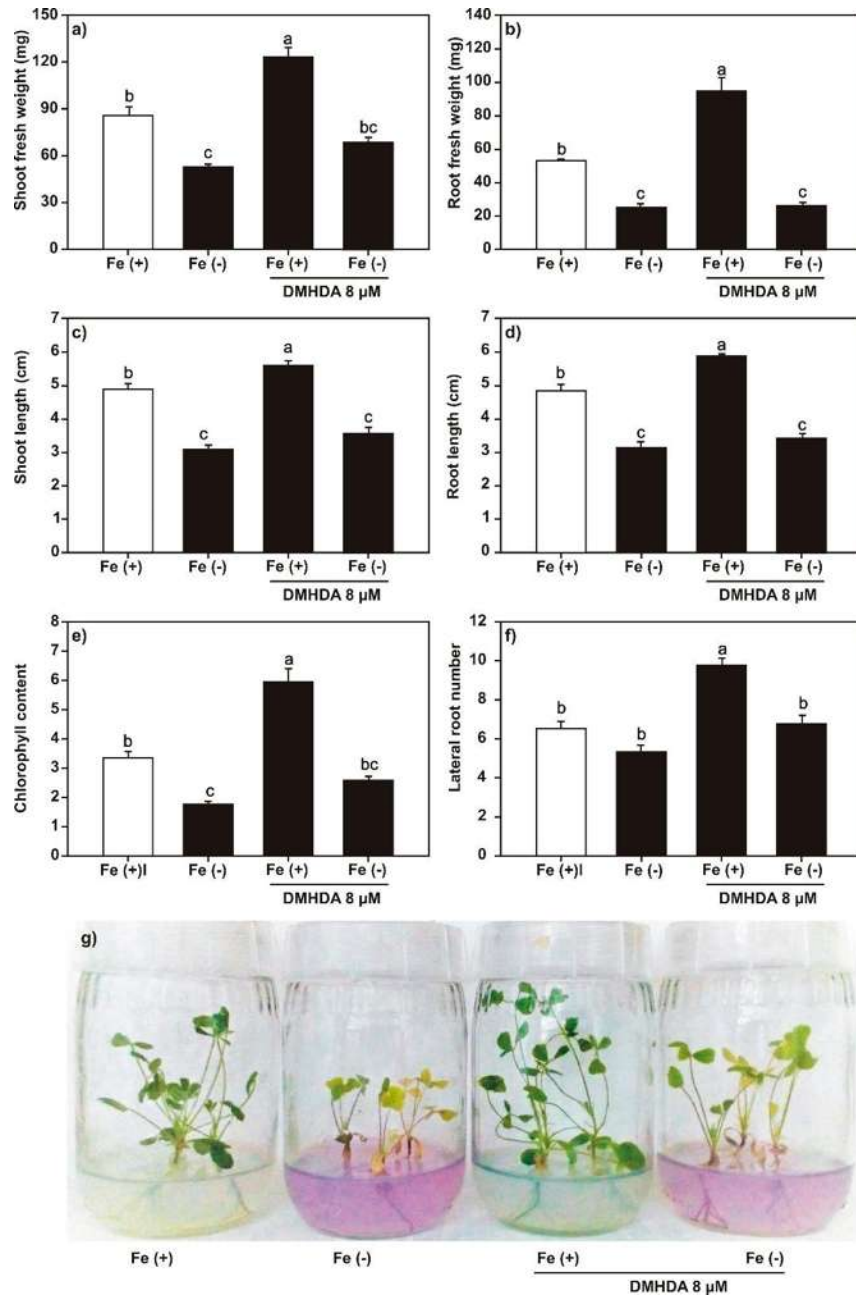 a)
Shoot fresh weight (mg)
150
120
90
60
30
0
b
c
a
bc
Fe (+) Fe (-) Fe (+) Fe (-)
DMHDA 8 µM
b)
Root fresh weight (mg)
140
120
100
80
60
40
20
0
b
c
a
c
Fe (+) Fe (-) Fe (+) Fe (-)
DMHDA 8 µM
c)
Shoot length (cm)
7
6
5
4
3
2
1
0
b
c
a
c
Fe (+) Fe (-) Fe (+) Fe (-)
DMHDA 8 µM
d)
Root length (cm)
7
6
5
4
3
2
1
0
b
c
a
c
Fe (+) Fe (-) Fe (+) Fe (-)
DMHDA 8 µM
e)
Chlorophyll content
8
7
6
5
4
3
2
1
0
b
c
a
bc
Fe (+)l Fe (-) Fe (+) Fe (-)
DMHDA 8 µM
f)
Lateral root number
12
10
8
6
4
2
0
b
b
a
b
Fe (+)l Fe (-) Fe (+) Fe (-)
DMHDA 8 µM
g)
Fe (+) Fe (-) Fe (+) Fe (-)
DMHDA 8 µM